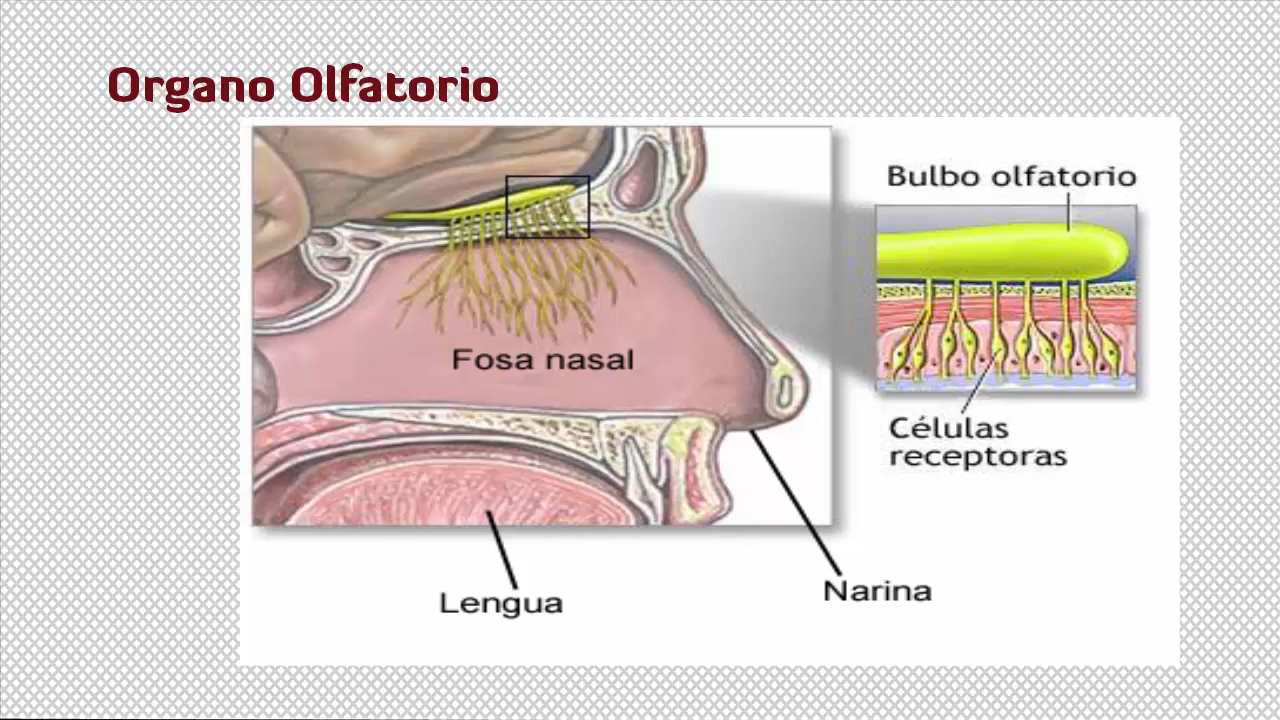 Organo Olfatorio
Bulbo olfatorio
Fosa nasal
Células
receptoras
Narina
Lengua